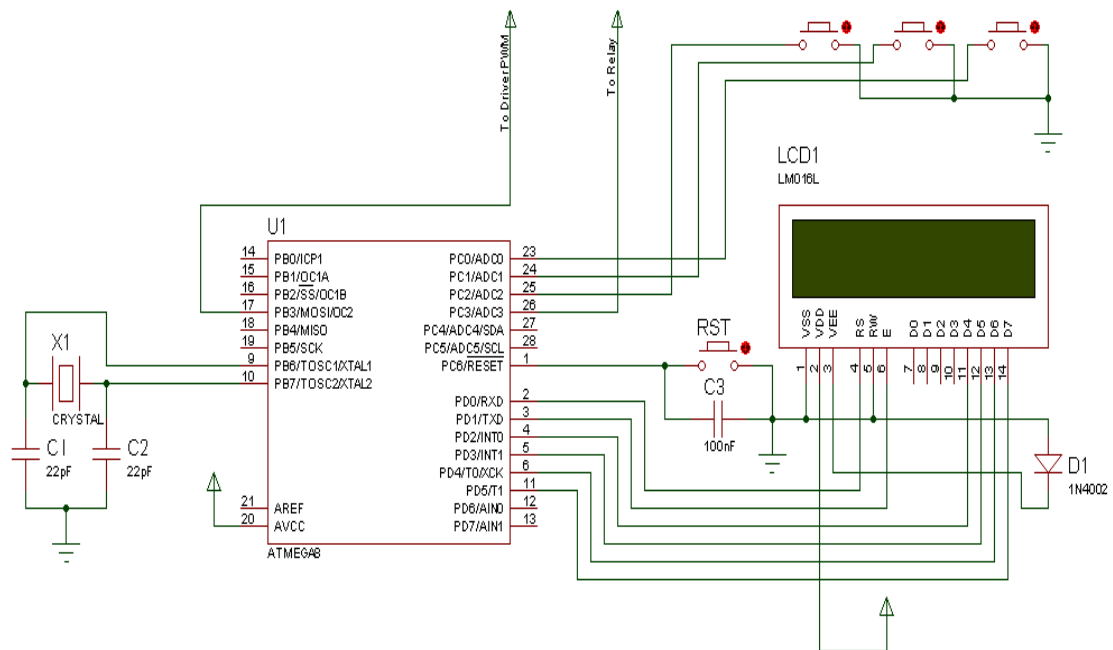 To DriverPWM
To Relay
LCD1
LM016L
VSS
VDD
VEE
RS
RW
E
D0
D1
D2
D3
D4
D5
D6
D7
1
2
3
4
5
6
7
8
9
10
11
12
13
14
U1
14 PB0/ICP1
15 PB1/OC1A
16 PB2/SS/OC1B
17 PB3/MOSI/OC2
18 PB4/MISO
19 PB5/SCK
9 PB6/TOSC1/XTAL1
10 PB7/TOSC2/XTAL2
21 AREF
20 AVCC
PC0/ADC0 23
PC1/ADC1 24
PC2/ADC2 25
PC3/ADC3 26
PC4/ADC4/SDA 27
PC5/ADC5/SCL 28
PC6/RESET 1
PD0/RXD 2
PD1/TXD 3
PD2/INT0 4
PD3/INT1 5
PD4/T0/XCK 6
PD5/T1 11
PD6/AIN0 12
PD7/AIN1 13
ATMEGA8
X1
CRYSTAL
C1
22pF
C2
22pF
RST
C3
100nF
D1
1N4002